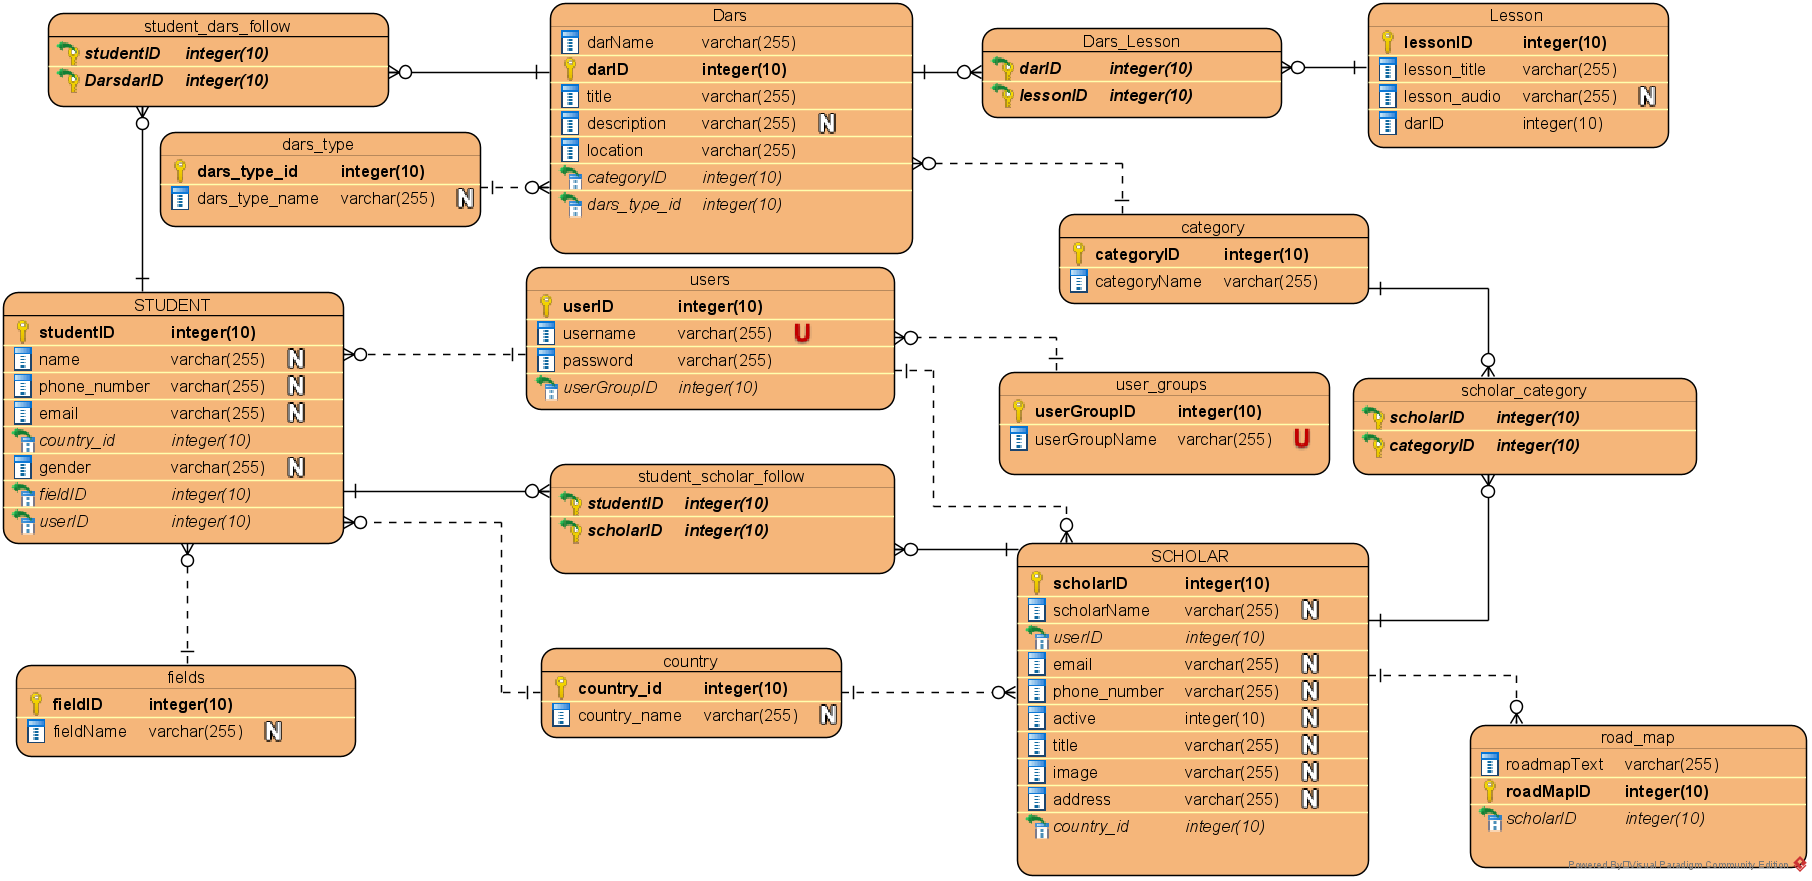 student_dars_follow
studentID integer(10)
DarsdarID integer(10)
Dars
darName varchar(255)
darID integer(10)
title varchar(255)
description varchar(255) N
location varchar(255)
categoryID integer(10)
dars_type_id integer(10)
Dars_Lesson
darID integer(10)
lessonID integer(10)
Lesson
lessonID integer(10)
lesson_title varchar(255)
lesson_audio varchar(255) N
darID integer(10)
dars_type
dars_type_id integer(10)
dars_type_name varchar(255) N
category
categoryID integer(10)
categoryName varchar(255)
STUDENT
studentID integer(10)
name varchar(255) N
phone_number varchar(255) N
email varchar(255) N
country_id integer(10)
gender varchar(255) N
fieldID integer(10)
userID integer(10)
users
userID integer(10)
username varchar(255) U
password varchar(255)
userGroupID integer(10)
user_groups
userGroupID integer(10)
userGroupName varchar(255) U
scholar_category
scholarID integer(10)
categoryID integer(10)
student_scholar_follow
studentID integer(10)
scholarID integer(10)
SCHOLAR
scholarID integer(10)
scholarName varchar(255) N
userID integer(10)
email varchar(255) N
phone_number varchar(255) N
active integer(10) N
title varchar(255) N
image varchar(255) N
address varchar(255) N
country_id integer(10)
fields
fieldID integer(10)
fieldName varchar(255) N
country
country_id integer(10)
country_name varchar(255) N
road_map
roadmapText varchar(255)
roadMapID integer(10)
scholarID integer(10)
Powered By Visual Paradigm Community Edition